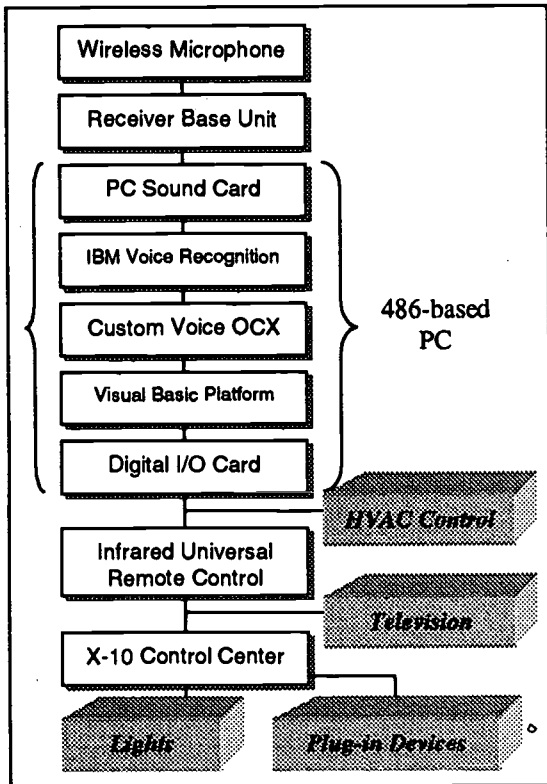 Wireless Microphone
Receiver Base Unit
PC Sound Card
IBM Voice Recognition
Custom Voice OCX
486-based
PC
Visual Basic Platform
Digital I/O Card
HVAC Control
Infrared Universal
Remote Control
Television
X-10 Control Center
Lights
Plug-in Devices